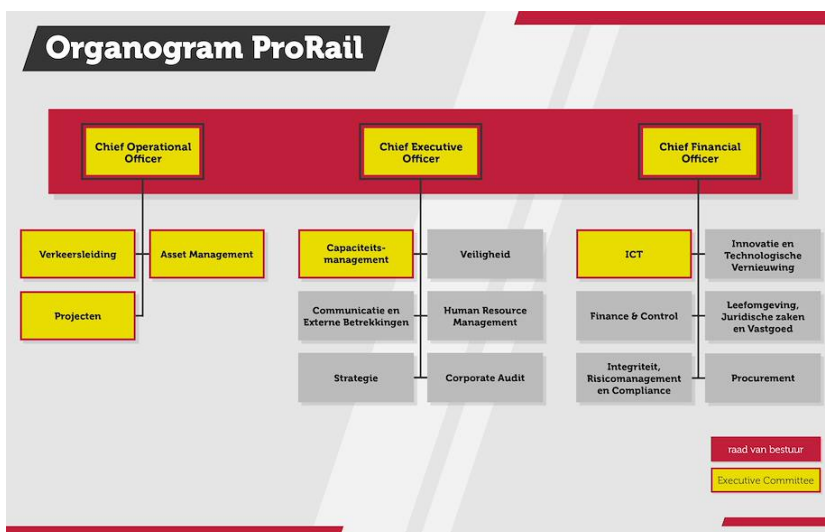 Organogram ProRail
Chief Operational
Officer
Chief Executive
Officer
Chief Financial
Officer
Verkeersleiding
Asset Management
Projecten
Capaciteits-
management
Veiligheid
Communicatie en
Externe Betrekkingen
Human Resource
Management
Strategie
Corporate Audit
ICT
Innovatie en
Technologische
Vernieuwing
Finance & Control
Leefomgeving,
Juridische zaken
en Vastgoed
Integriteit,
Risicomanagement
en Compliance
Procurement
raad van bestuur
Executive Committee